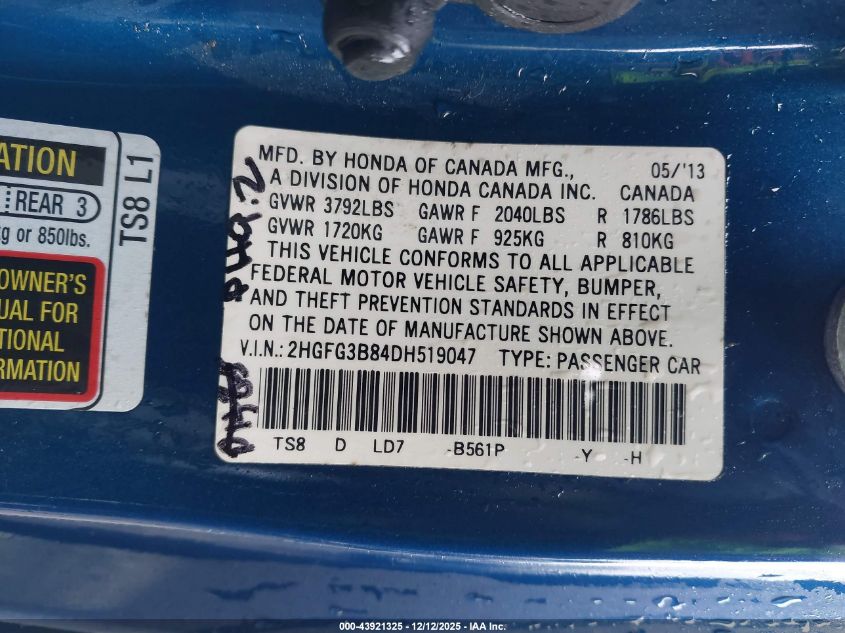 ATION
REAR 3
kg or 850lbs.
OWNER'S
UAL FOR
TIONAL
RMATION
TS8 L1
MFD. BY HONDA OF CANADA MFG., 05/'13
A DIVISION OF HONDA CANADA INC. CANADA
GVWR 3792LBS GAWR F 2040LBS R 1786LBS
GVWR 1720KG GAWR F 925KG R 810KG
THIS VEHICLE CONFORMS TO ALL APPLICABLE
FEDERAL MOTOR VEHICLE SAFETY, BUMPER,
AND THEFT PREVENTION STANDARDS IN EFFECT
ON THE DATE OF MANUFACTURE SHOWN ABOVE.
V.I.N.: 2HGFG3B84DH519047 TYPE: PASSENGER CAR
TS8 D LD7 -B561P -Y -H
000-43921325 - 12/12/2025 - IAA Inc.